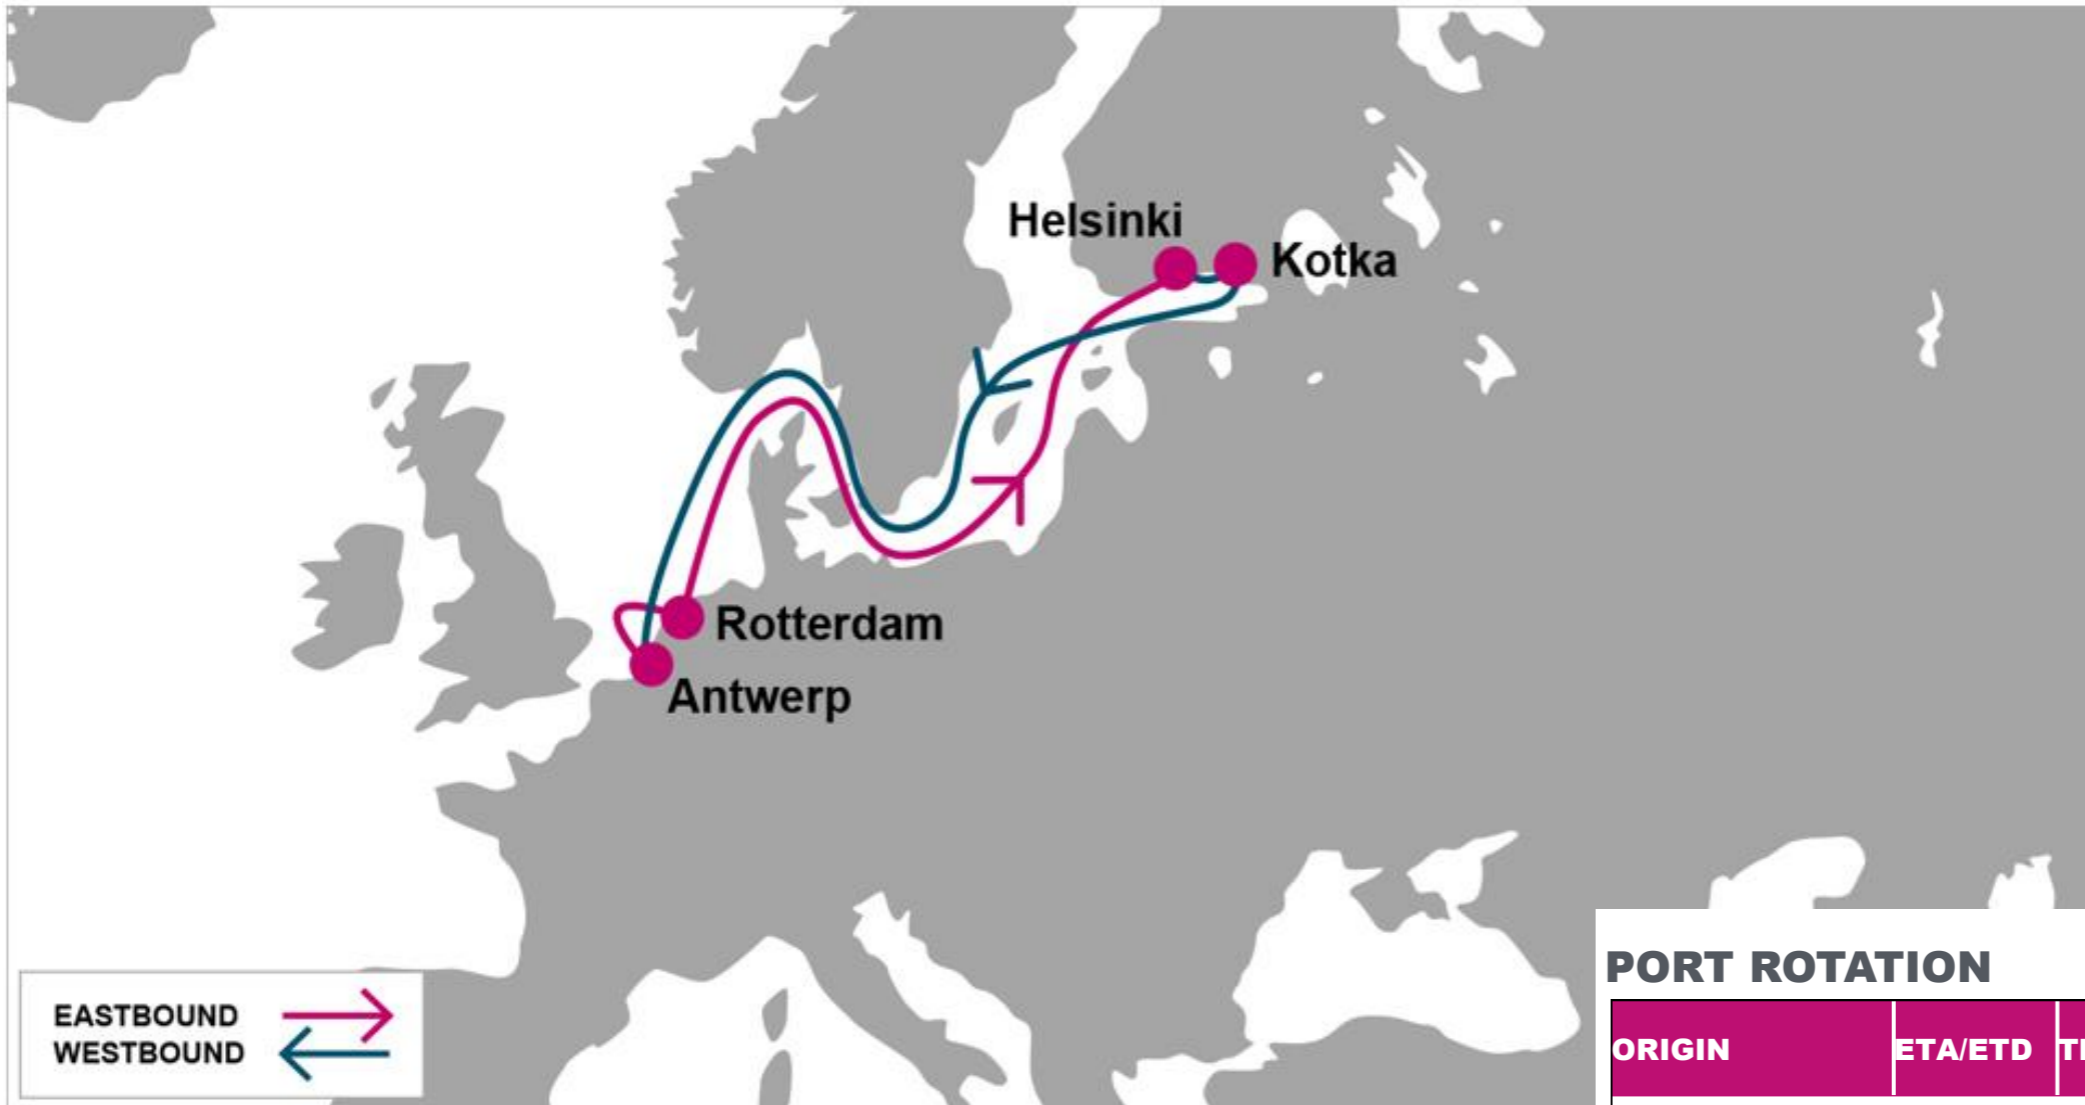 Helsinki
Kotka
Rotterdam
Antwerp
EASTBOUND
WESTBOUND
PORT ROTATION
ORIGIN ETA/ETD